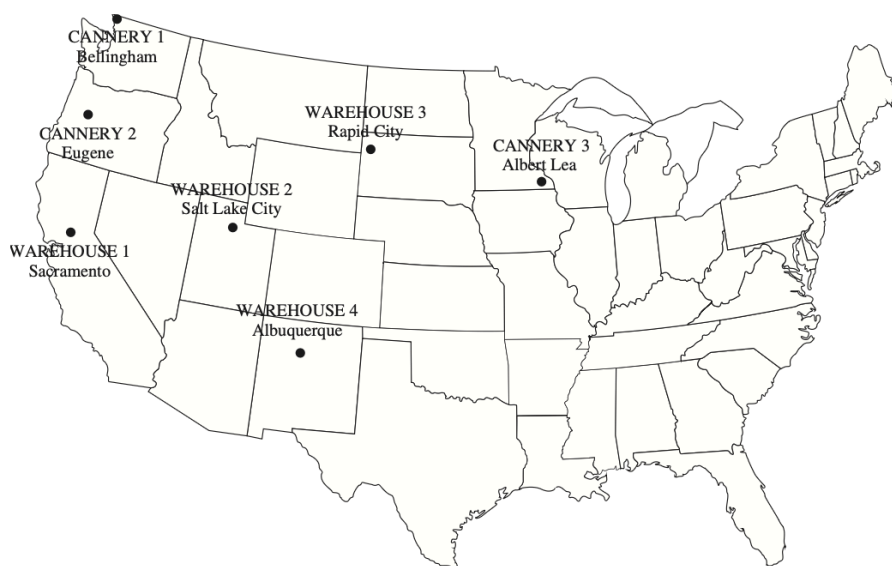 CANNERY 1
Bellingham
WAREHOUSE 3
Rapid City
CANNERY 2
Eugene
CANNERY 3
Albert Lea
WAREHOUSE 2
Salt Lake City
WAREHOUSE 1
Sacramento
WAREHOUSE 4
Albuquerque